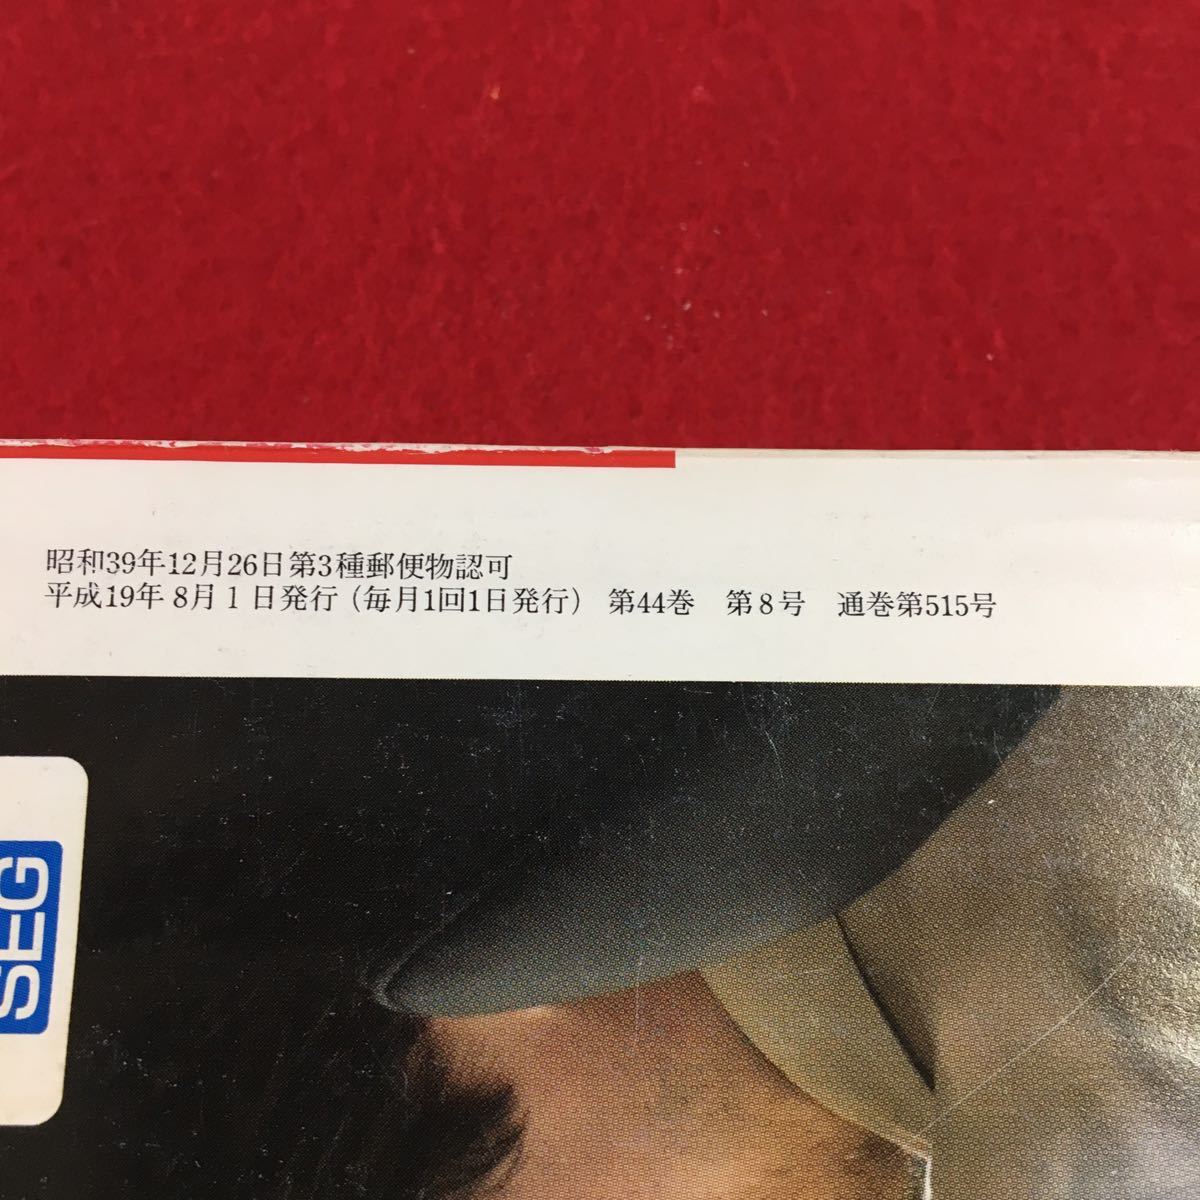 昭和39年12月26日第3種郵便物認可
平成19年8月1日発行(毎月1回1日発行) 第44巻 第8号 通巻第515号
SEG